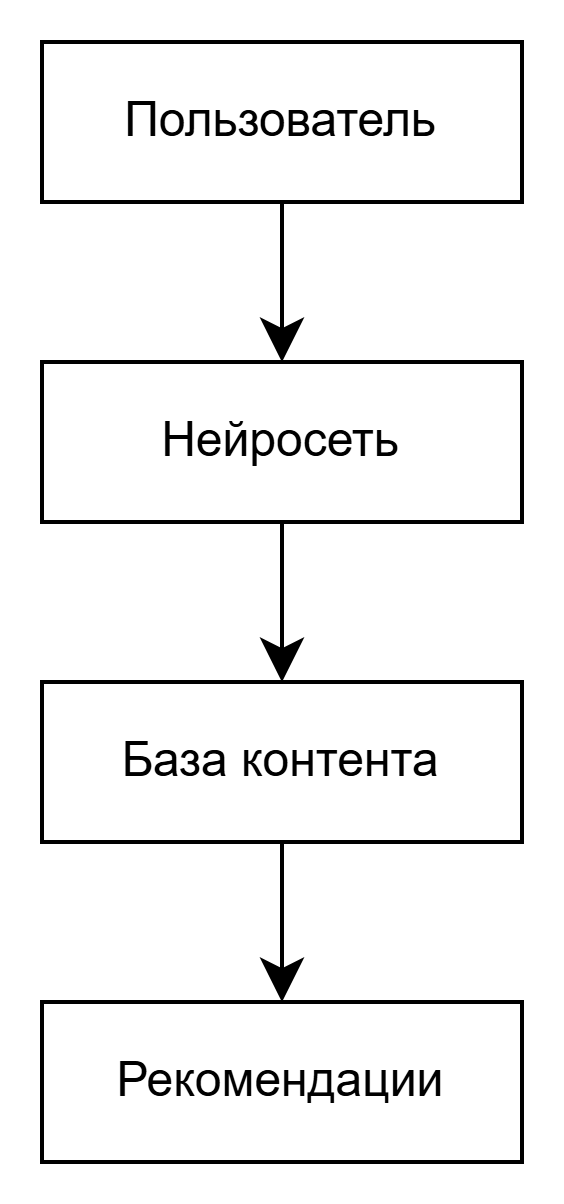 Пользователь
Нейросеть
База контента
Рекомендации